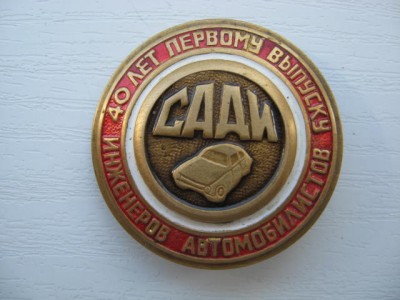 40 ЛЕТ ПЕРВОМУ ВЫПУСКУ
ИНЖЕНЕРОВ АВТОМОБИЛИСТОВ
САДИ